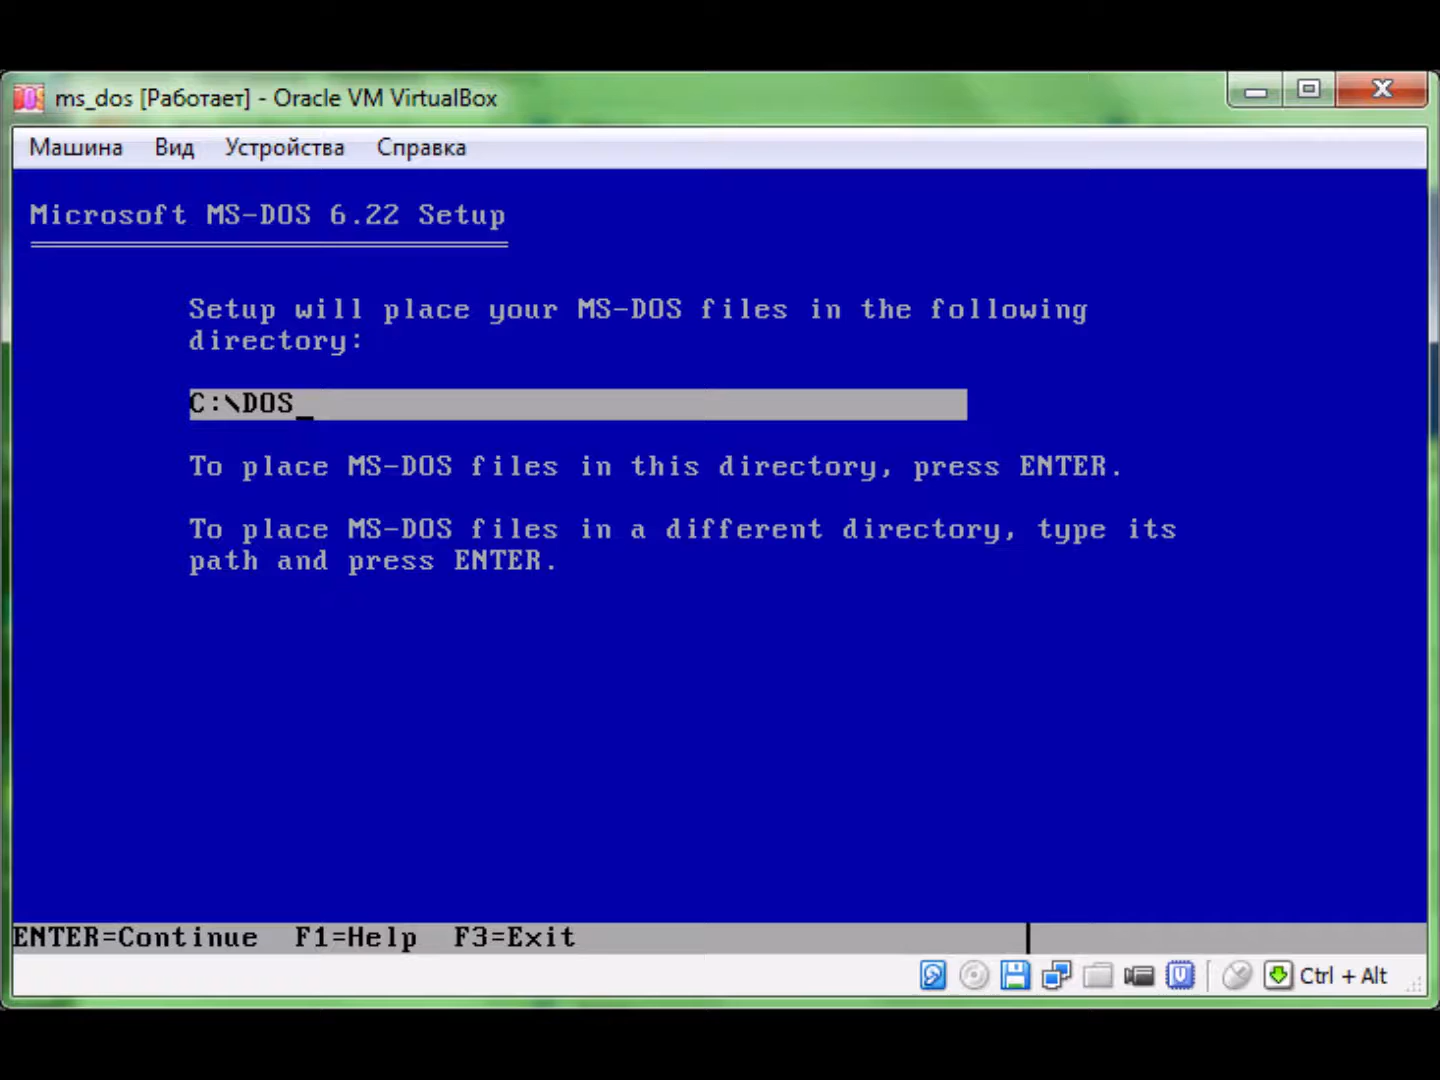 ms_dos [Работает] - Oracle VM VirtualBox
Машина Вид Устройства Справка
Microsoft MS-DOS 6.22 Setup
Setup will place your MS-DOS files in the following
directory:
C:\DOS_
To place MS-DOS files in this directory, press ENTER.
To place MS-DOS files in a different directory, type its
path and press ENTER.
ENTER=Continue F1=Help F3=Exit
Ctrl + Alt